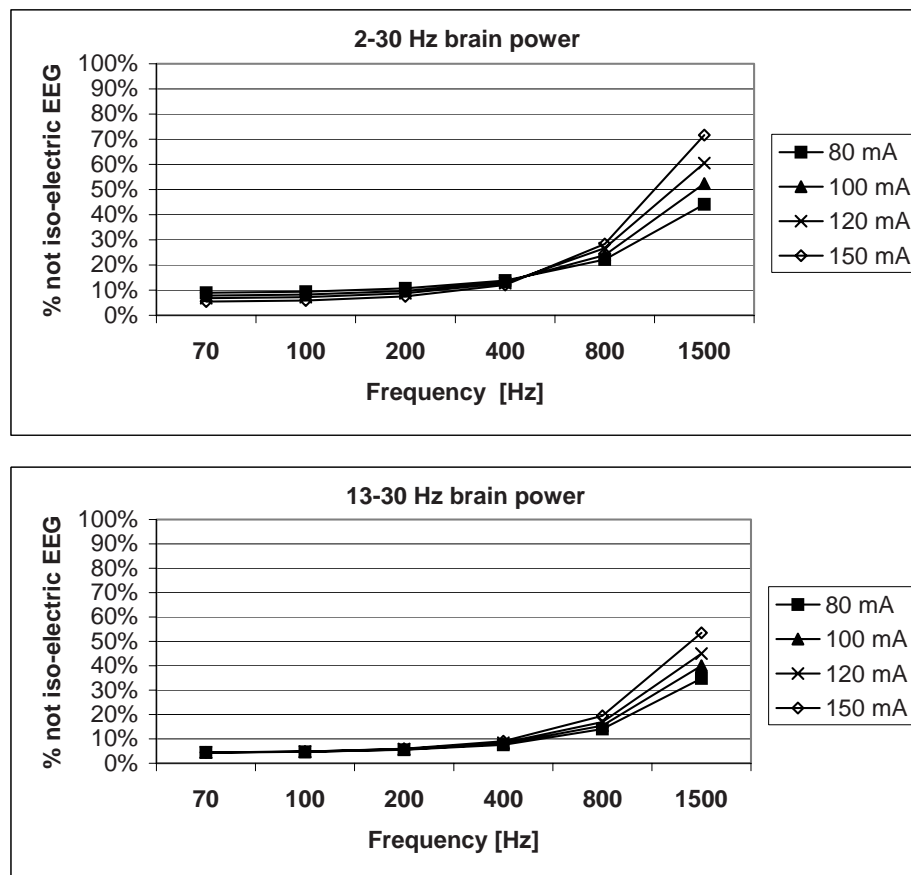 2-30 Hz brain power
% not iso-electric EEG
100%
90%
80%
70%
60%
50%
40%
30%
20%
10%
0%
70 100 200 400 800 1500
Frequency [Hz]
80 mA
100 mA
120 mA
150 mA
13-30 Hz brain power
% not iso-electric EEG
100%
90%
80%
70%
60%
50%
40%
30%
20%
10%
0%
70 100 200 400 800 1500
Frequency [Hz]
80 mA
100 mA
120 mA
150 mA